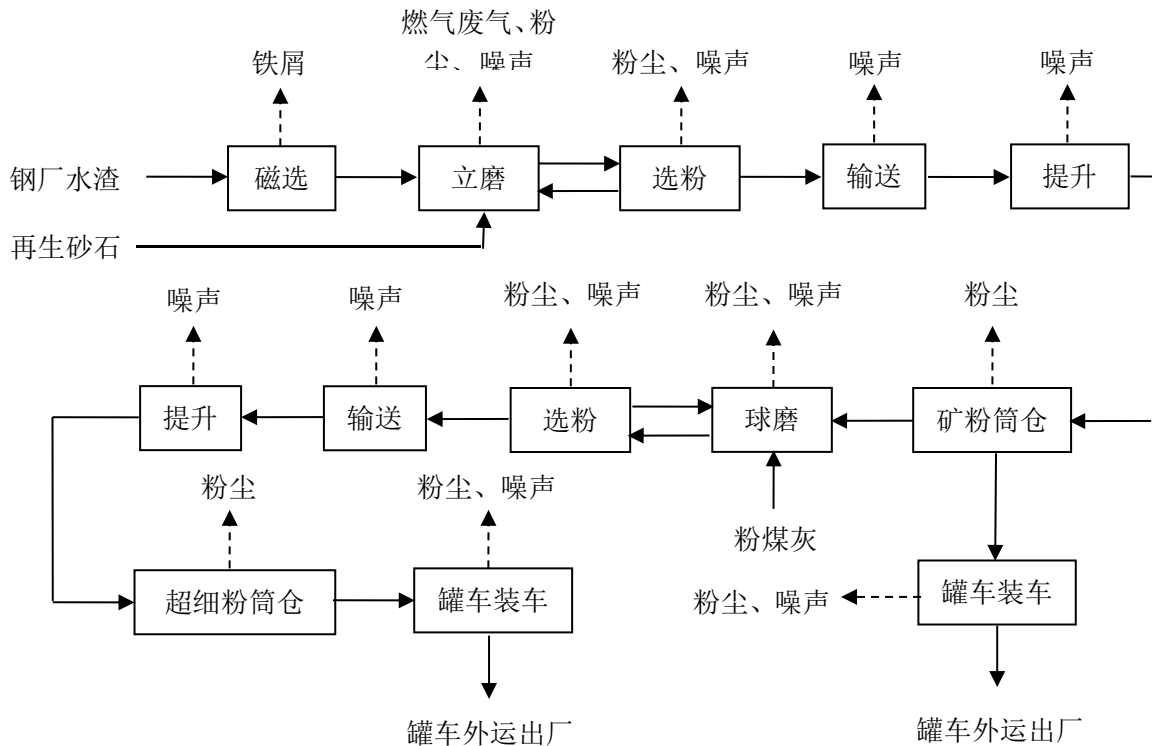 燃气废气、粉
尘、噪声
铁屑
粉尘、噪声
噪声
噪声
钢厂水渣
磁选
立磨
选粉
输送
提升
再生砂石
噪声
噪声
粉尘、噪声
粉尘、噪声
粉尘
提升
输送
选粉
球磨
矿粉筒仓
粉尘
粉尘、噪声
粉煤灰
超细粉筒仓
罐车装车
粉尘、噪声
罐车装车
罐车外运出厂
罐车外运出厂